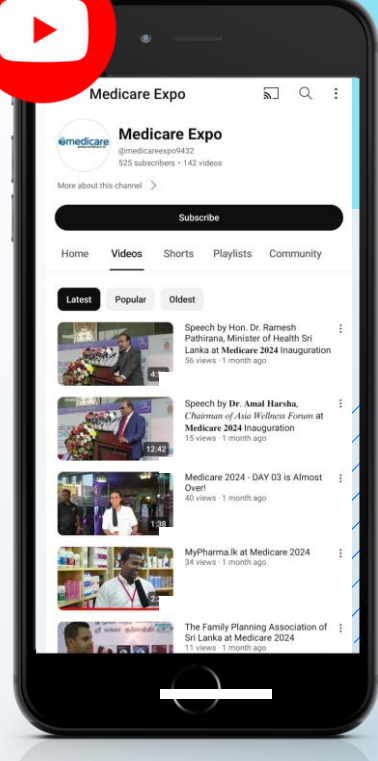 Medicare Expo
medicare
Medicare Expo
@medicareexpo9432
525 subscribers • 142 videos
More about this channel
Subscribe
Home Videos Shorts Playlists Community
Latest Popular Oldest
Speech by Hon. Dr. Ramesh
Pathirana, Minister of Health Sri
Lanka at Medicare 2024 Inauguration
56 views · 1 month ago
Speech by Dr. Amal Harsha,
Chairman of Asia Wellness Forum at
Medicare 2024 Inauguration
15 views · 1 month ago
12:42
Medicare 2024 - DAY 03 is Almost
Over!
40 views · 1 month ago
1:38
MyPharma.lk at Medicare 2024
34 views · 1 month ago
The Family Planning Association of
Sri Lanka at Medicare 2024
11 views · 1 month ago